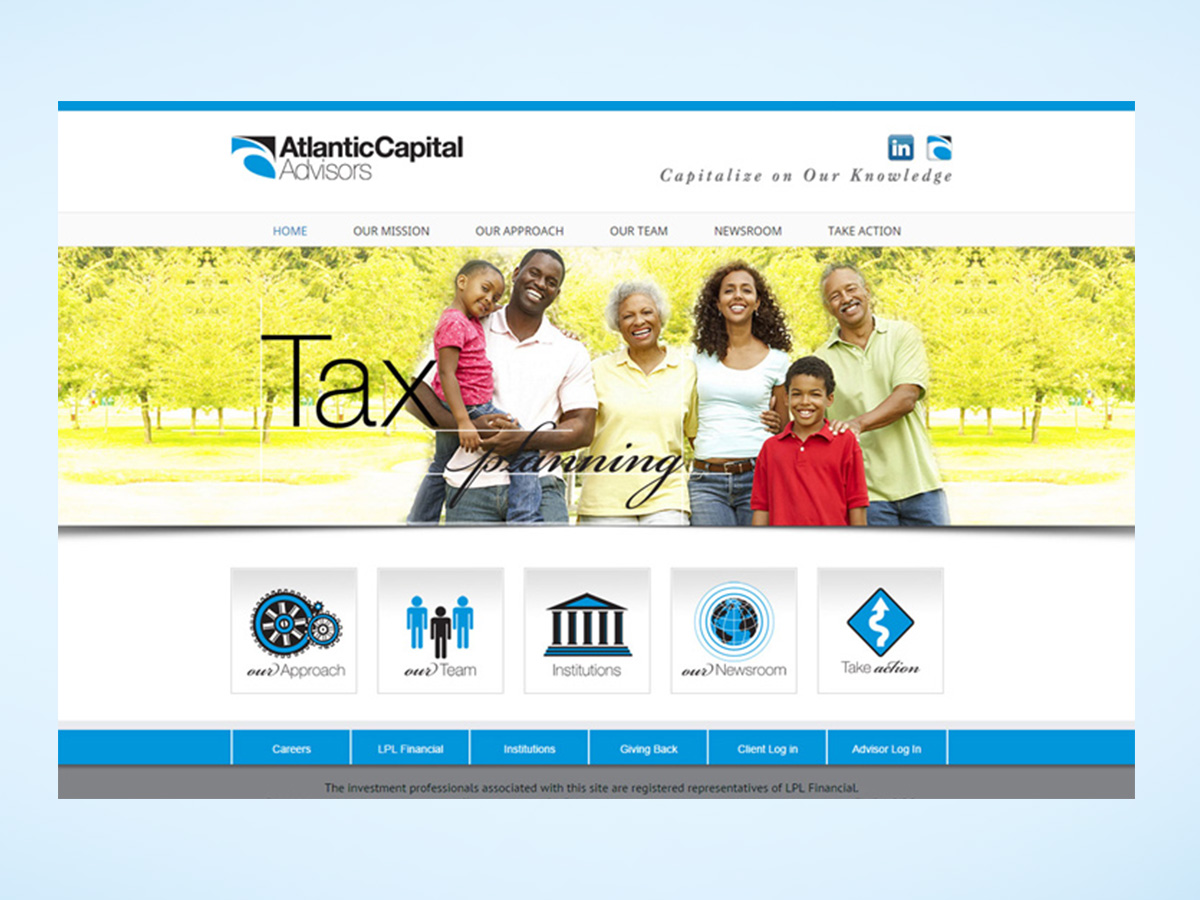 AtlanticCapital
Advisors
in
Capitalize on Our Knowledge
HOME OUR MISSION OUR APPROACH OUR TEAM NEWSROOM TAKE ACTION
Tax
planning
our Approach
our Team
Institutions
our Newsroom
Take action
Careers LPL Financial Institutions Giving Back Client Log in Advisor Log In
The investment professionals associated with this site are registered representatives of LPL Financial.